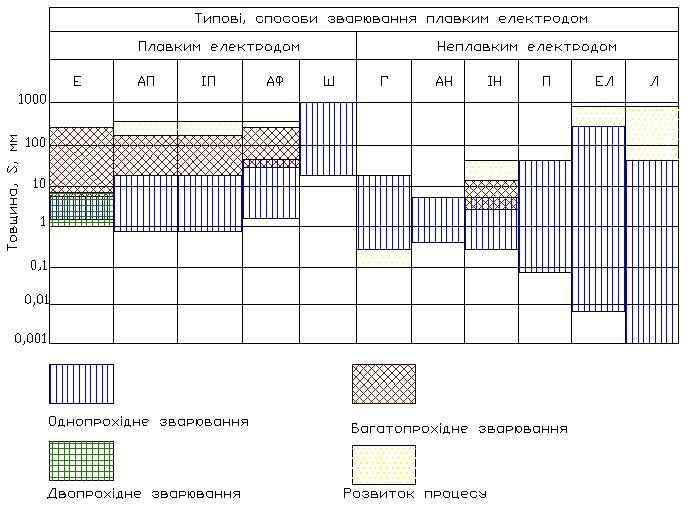 Типові, способи зварювання плавким електродом
Плавким електродом Неплавким електродом
Е АП ІП АФ Ш Г АН ІН П ЕЛ Л
Товщина, S, мм
1000
100
10
1
0,1
0,01
0,001
Однопрохідне зварювання
Багатопрохідне зварювання
Двопрохідне зварювання
Розвиток процесу